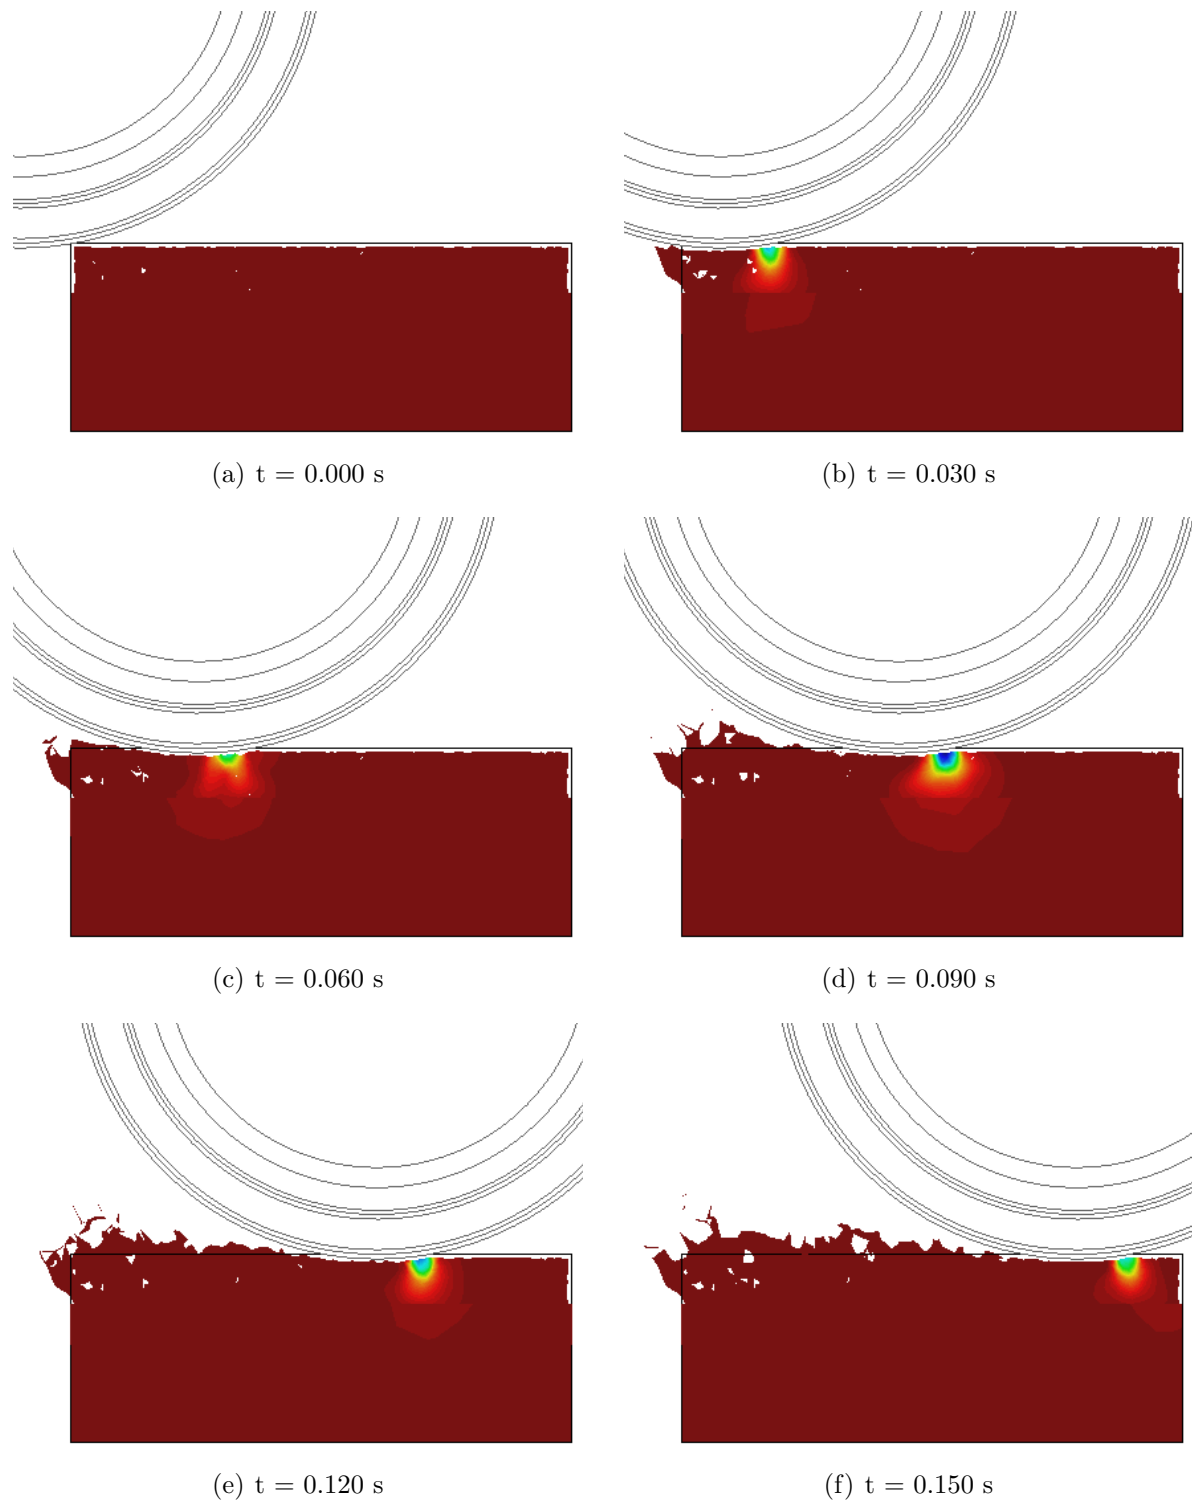 (a) t = 0.000 s
(b) t = 0.030 s
(c) t = 0.060 s
(d) t = 0.090 s
(e) t = 0.120 s
(f) t = 0.150 s